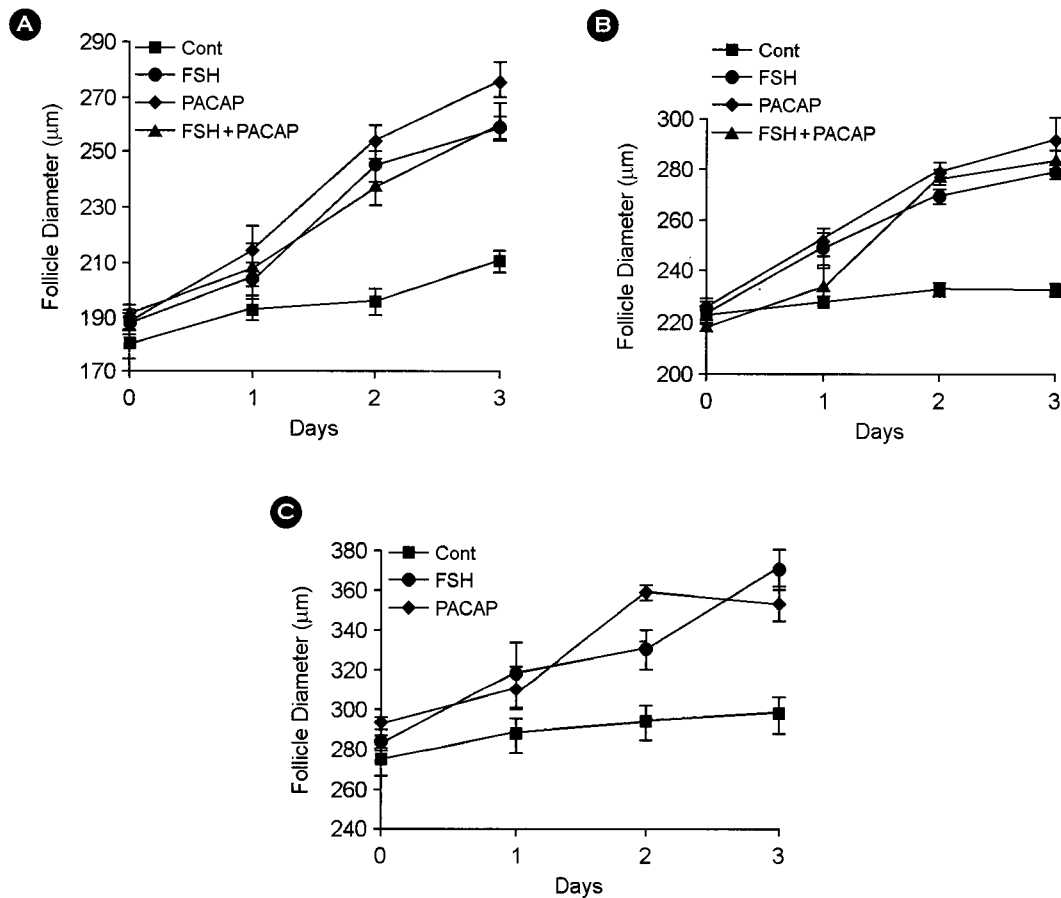 A
Cont
FSH
PACAP
FSH+PACAP
290
270
250
230
210
190
170
Follicle Diameter (μm)
0 1 2 3
Days
B
Cont
FSH
PACAP
FSH+PACAP
300
280
260
240
220
200
Follicle Diameter (μm)
0 1 2 3
Days
C
Cont
FSH
PACAP
380
360
340
320
300
280
260
240
Follicle Diameter (μm)
0 1 2 3
Days